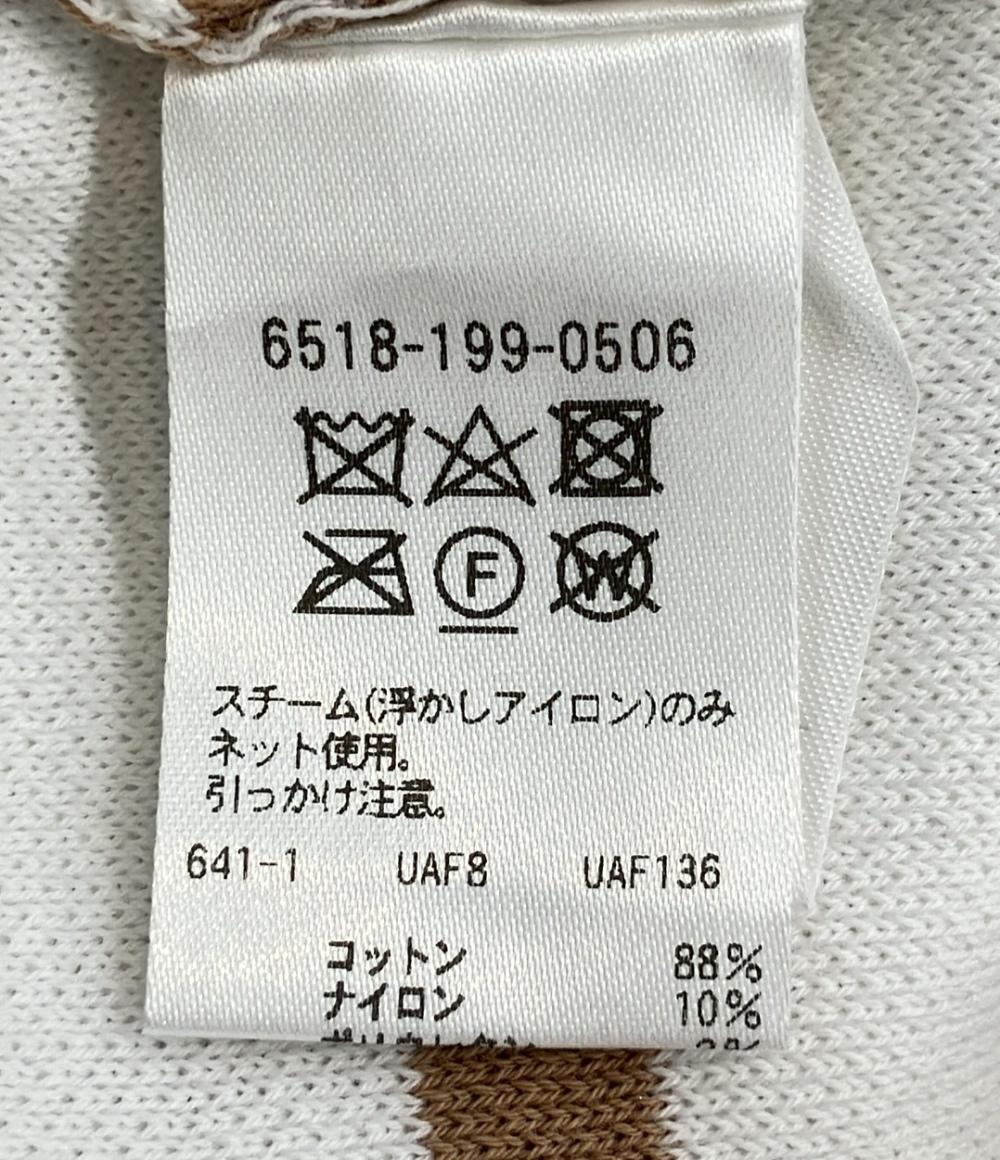 6518-199-0506
F
W
スチーム(浮かしアイロン)のみ
ネット使用。
引っかけ注意。
641-1 UAF8 UAF136
コットン 88%
ナイロン 10%